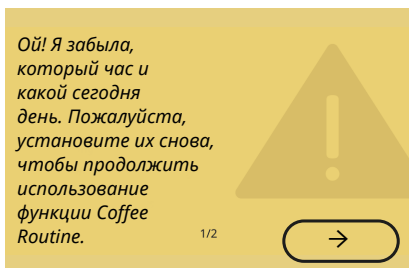 Ой! Я забыла,
который час и
какой сегодня
день. Пожалуйста,
установите их снова,
чтобы продолжить
использование
функции Coffee
Routine.
1/2